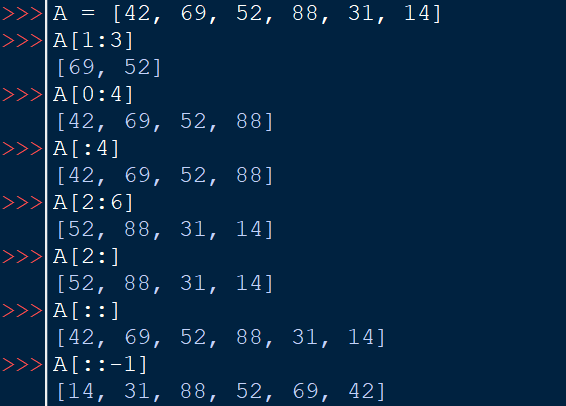 >>> A = [42, 69, 52, 88, 31, 14]
>>> A[1:3]
[69, 52]
>>> A[0:4]
[42, 69, 52, 88]
>>> A[:4]
[42, 69, 52, 88]
>>> A[2:6]
[52, 88, 31, 14]
>>> A[2:]
[52, 88, 31, 14]
>>> A[::]
[42, 69, 52, 88, 31, 14]
>>> A[::-1]
[14, 31, 88, 52, 69, 42]